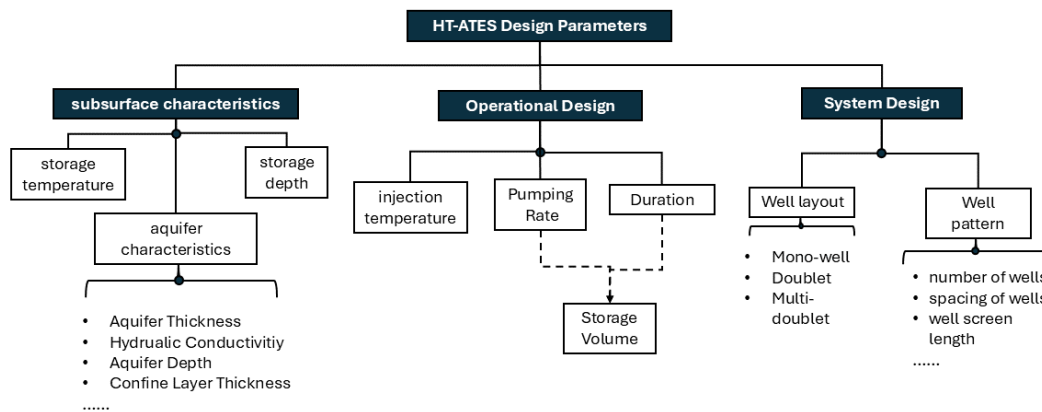 HT-ATES Design Parameters
subsurface characteristics
Operational Design
System Design
storage
temperature
storage
depth
aquifer
characteristics
• Aquifer Thickness
• Hydrualic Conductivitiy
• Aquifer Depth
• Confine Layer Thickness
......
injection
temperature
Pumping
Rate
Duration
Storage
Volume
Well layout
• Mono-well
• Doublet
• Multi-
doublet
Well
pattern
• number of wells
• spacing of wells
• well screen
length
......